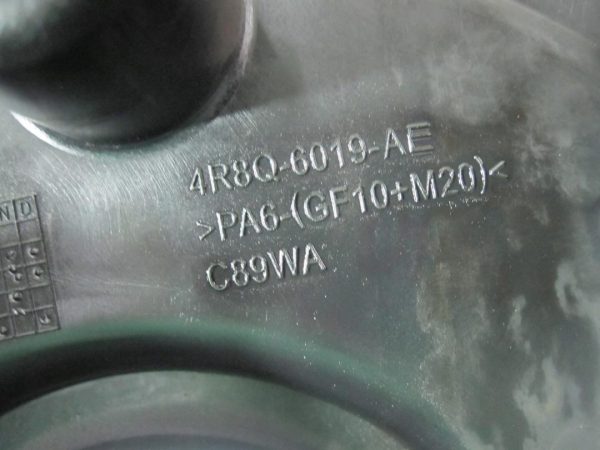 4R8Q-6019-AE
>PA6-(GF10+M20)<
C89WA
N D